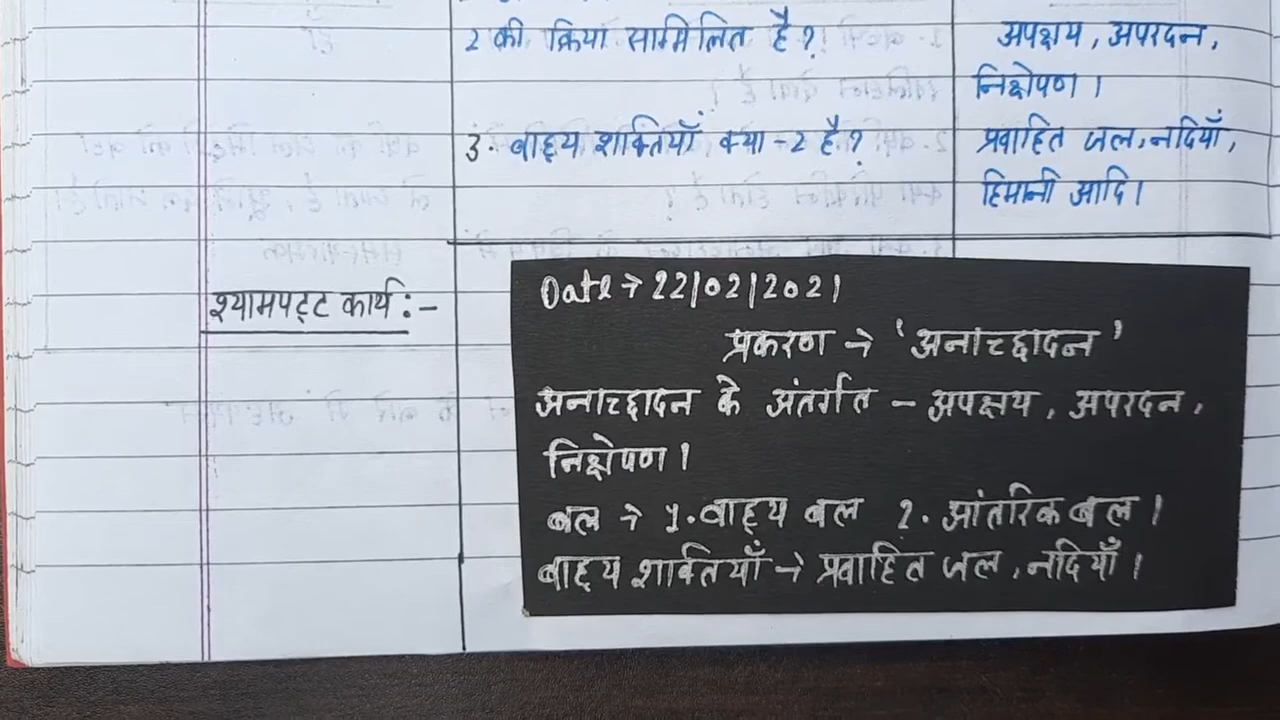 2 की क्रिया सामिलित है?
अपक्षय, अपरदन,
निक्षेपण।
3. वाह्य शक्तियाँ क्या-2 है?
प्रवाहित जल, नदियाँ,
हिमानी आदि।
श्यामपट्ट कार्य :-
Date → 22/02/2021
प्रकरण → 'अनाच्छादन'
अनाच्छादन के अंतर्गत - अपक्षय, अपरदन,
निक्षेपण।
बल → 1. वाह्य बल 2. आंतरिक बल।
बाह्य शक्तियाँ → प्रवाहित जल, नदियाँ।